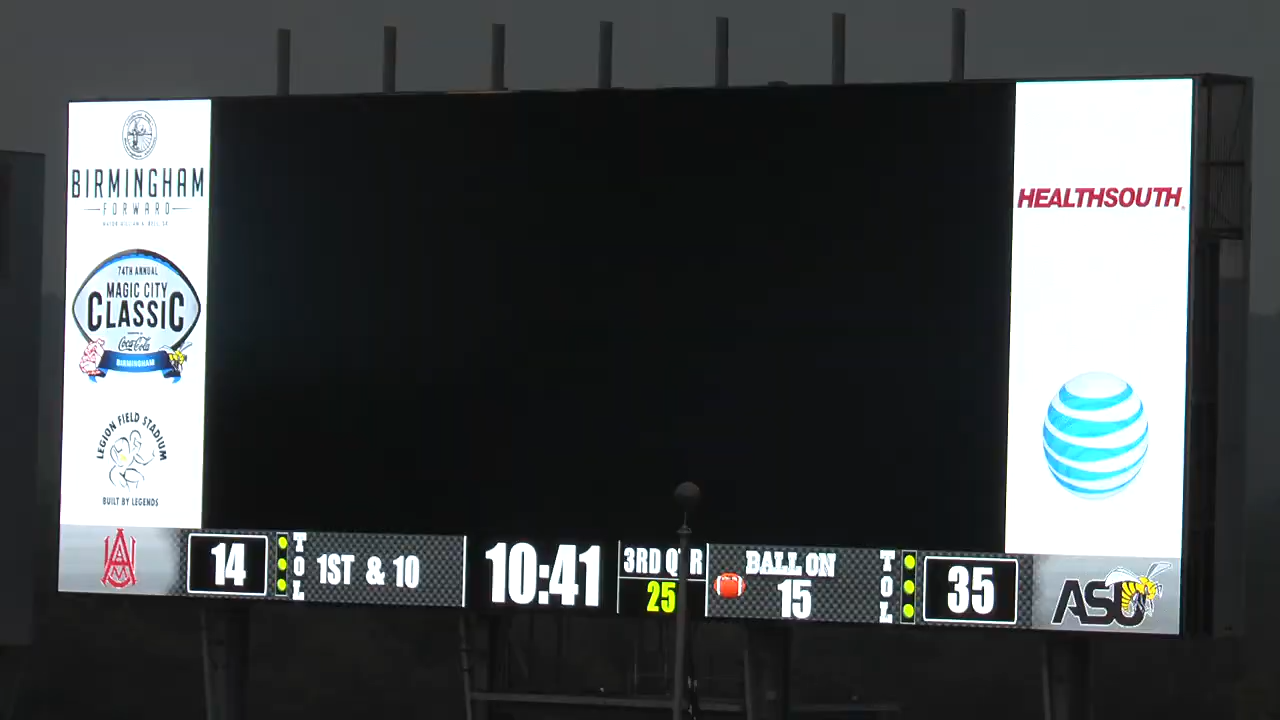 BIRMINGHAM
FORWARD
74TH ANNUAL
MAGIC CITY
CLASSIC
Coca-Cola
BIRMINGHAM
LEGION FIELD STADIUM
BUILT BY LEGENDS
HEALTHSOUTH
14
TOL
1ST & 10
10:41
3RD QTR
25
BALL ON
15
TOL
35
ASU